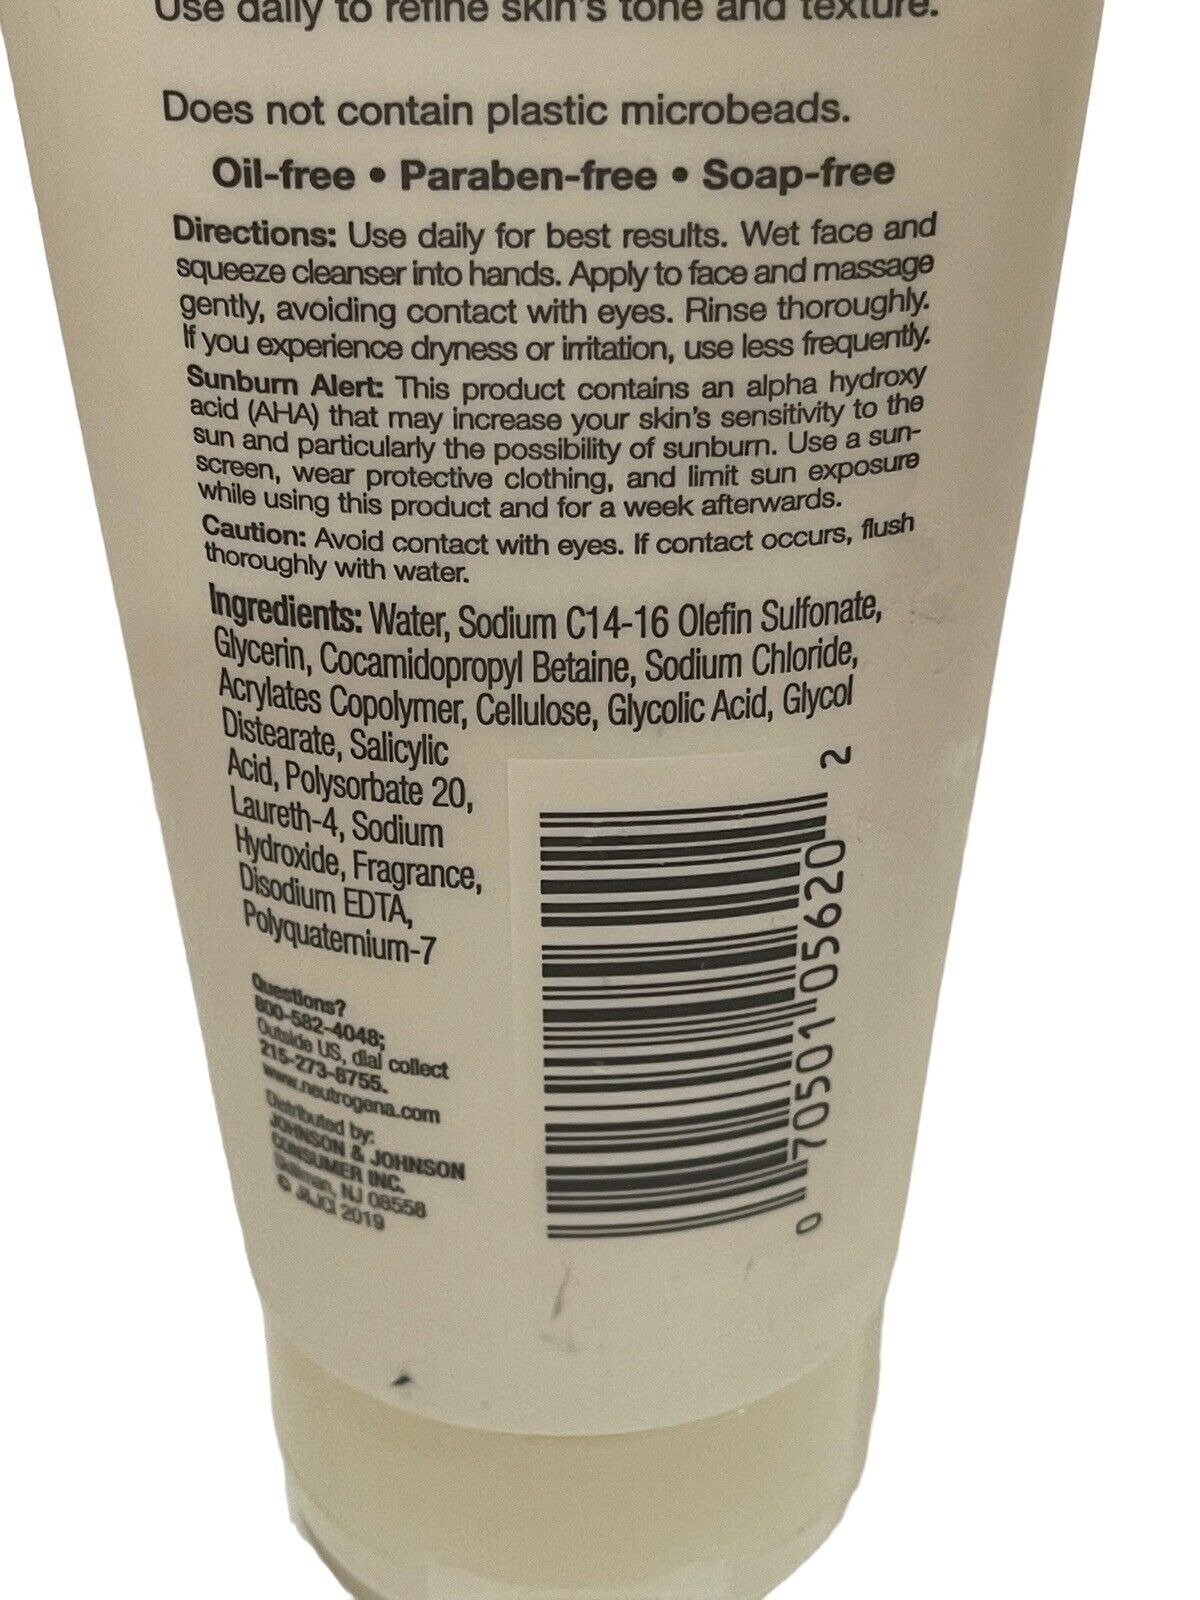 Use daily to refine skin's tone and texture.
Does not contain plastic microbeads.
Oil-free • Paraben-free • Soap-free
Directions: Use daily for best results. Wet face and
squeeze cleanser into hands. Apply to face and massage
gently, avoiding contact with eyes. Rinse thoroughly.
If you experience dryness or irritation, use less frequently.
Sunburn Alert: This product contains an alpha hydroxy
acid (AHA) that may increase your skin's sensitivity to the
sun and particularly the possibility of sunburn. Use a sun-
screen, wear protective clothing, and limit sun exposure
while using this product and for a week afterwards.
Caution: Avoid contact with eyes. If contact occurs, flush
thoroughly with water.
Ingredients: Water, Sodium C14-16 Olefin Sulfonate,
Glycerin, Cocamidopropyl Betaine, Sodium Chloride,
Acrylates Copolymer, Cellulose, Glycolic Acid, Glycol
Distearate, Salicylic
Acid, Polysorbate 20,
Laureth-4, Sodium
Hydroxide, Fragrance,
Disodium EDTA,
Polyquaternium-7
Questions?
800-582-4048;
Outside US, dial collect
215-273-8755.
www.neutrogena.com
Distributed by:
JOHNSON & JOHNSON
CONSUMER INC.
Skillman, NJ 08558
© JJCI 2019
0 70501 05620 2